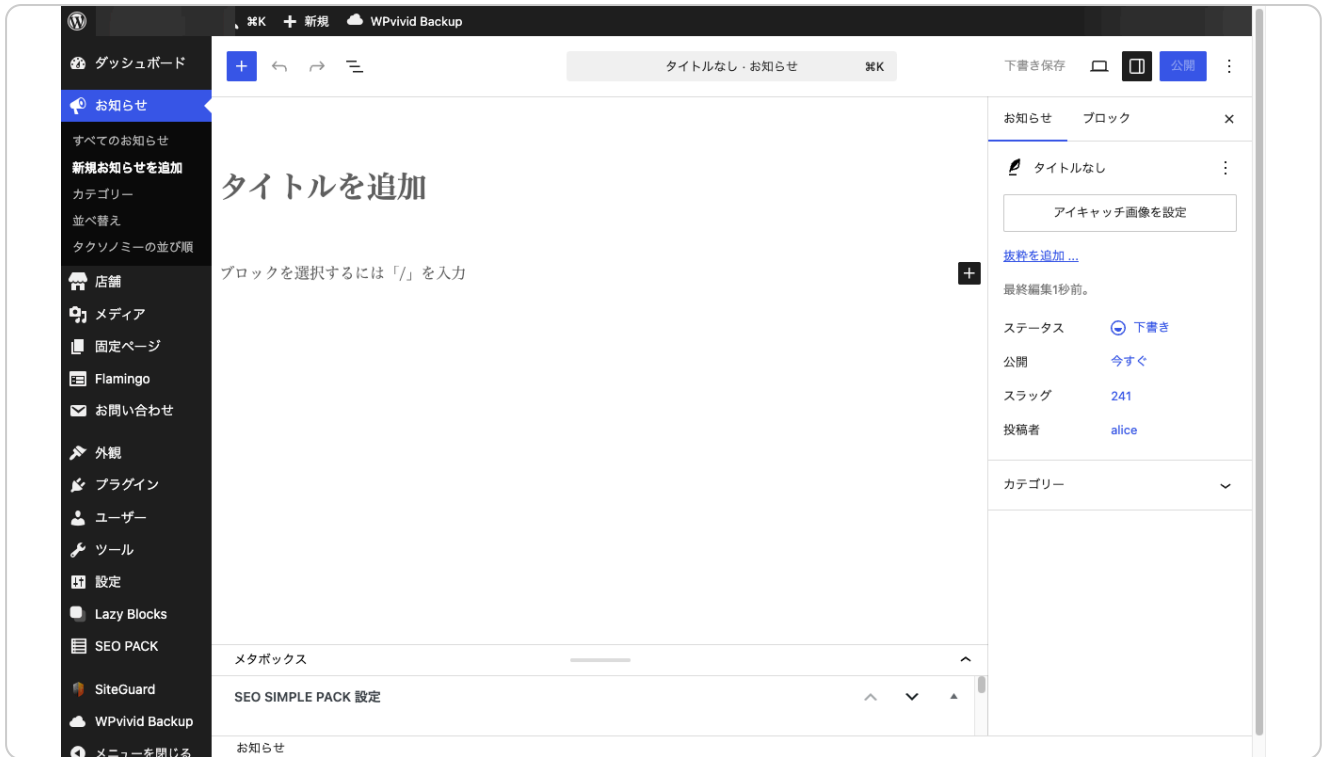 ⌘K 新規 WPvivid Backup
ダッシュボード
お知らせ
すべてのお知らせ
新規お知らせを追加
カテゴリー
並べ替え
タクソノミーの並び順
店舗
メディア
固定ページ
Flamingo
お問い合わせ
外観
プラグイン
ユーザー
ツール
設定
Lazy Blocks
SEO PACK
SiteGuard
WPvivid Backup
メニューを閉じる
タイトルなし · お知らせ ⌘K
下書き保存 公開
タイトルを追加
ブロックを選択するには「/」を入力
メタボックス
SEO SIMPLE PACK 設定
お知らせ
お知らせ ブロック
タイトルなし
アイキャッチ画像を設定
抜粋を追加 ...
最終編集1秒前。
ステータス 下書き
公開 今すぐ
スラッグ 241
投稿者 alice
カテゴリー